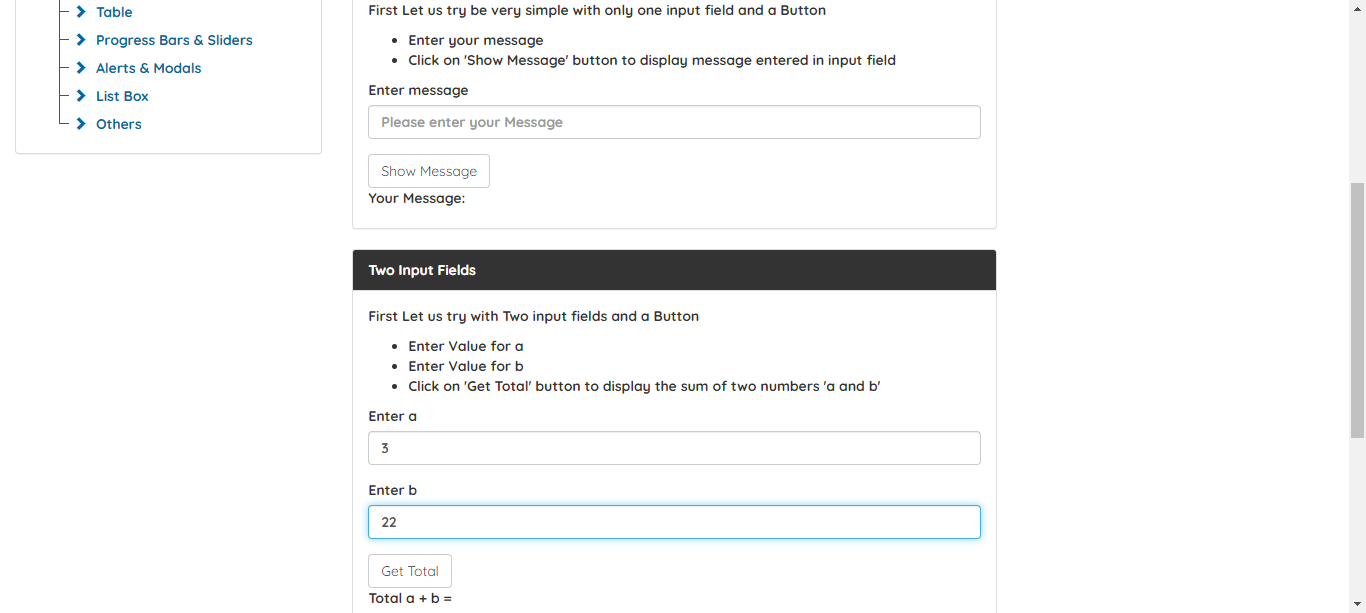 Table
Progress Bars & Sliders
Alerts & Modals
List Box
Others
First Let us try be very simple with only one input field and a Button
Enter your message
Click on 'Show Message' button to display message entered in input field
Enter message
Please enter your Message
Show Message
Your Message:
Two Input Fields
First Let us try with Two input fields and a Button
Enter Value for a
Enter Value for b
Click on 'Get Total' button to display the sum of two numbers 'a and b'
Enter a
3
Enter b
22
Get Total
Total a + b =